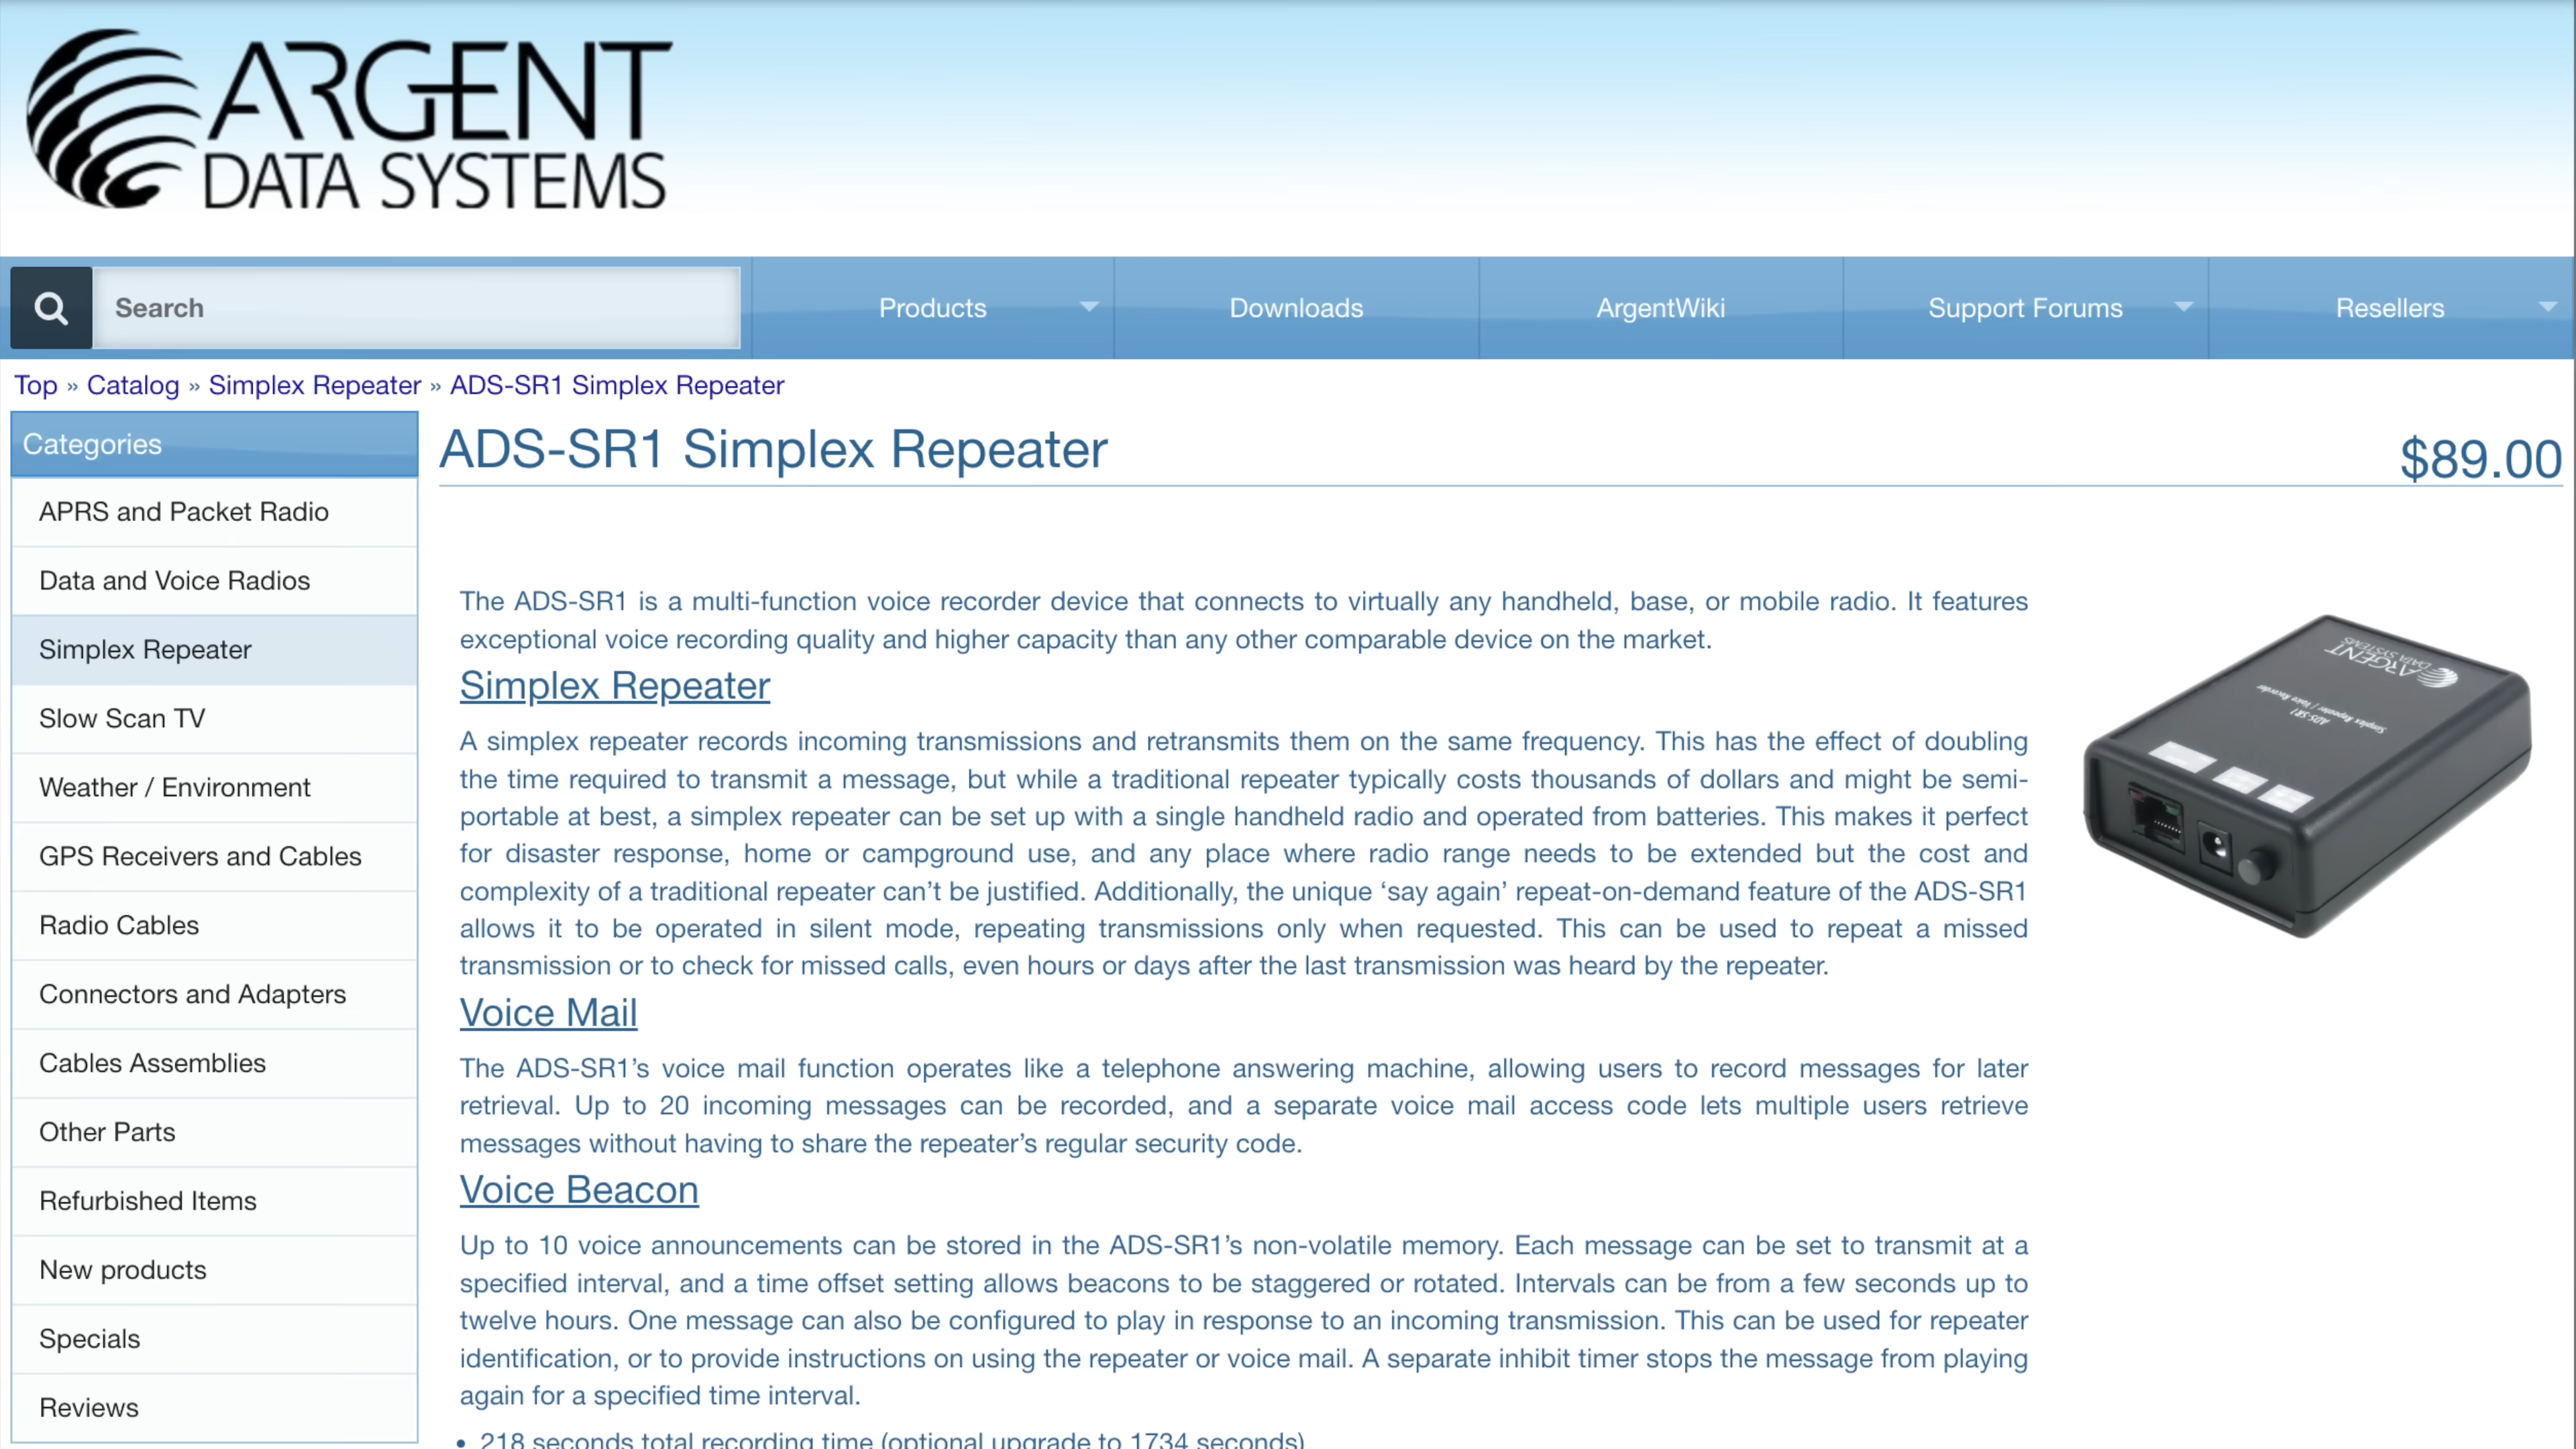 ARGENT
DATA SYSTEMS
Search
Products
Downloads
ArgentWiki
Support Forums
Resellers
Top » Catalog » Simplex Repeater » ADS-SR1 Simplex Repeater
Categories
APRS and Packet Radio
Data and Voice Radios
Simplex Repeater
Slow Scan TV
Weather / Environment
GPS Receivers and Cables
Radio Cables
Connectors and Adapters
Cables Assemblies
Other Parts
Refurbished Items
New products
Specials
Reviews
ADS-SR1 Simplex Repeater
$89.00
The ADS-SR1 is a multi-function voice recorder device that connects to virtually any handheld, base, or mobile radio. It features
exceptional voice recording quality and higher capacity than any other comparable device on the market.
Simplex Repeater
A simplex repeater records incoming transmissions and retransmits them on the same frequency. This has the effect of doubling
the time required to transmit a message, but while a traditional repeater typically costs thousands of dollars and might be semi-
portable at best, a simplex repeater can be set up with a single handheld radio and operated from batteries. This makes it perfect
for disaster response, home or campground use, and any place where radio range needs to be extended but the cost and
complexity of a traditional repeater can’t be justified. Additionally, the unique ‘say again’ repeat-on-demand feature of the ADS-SR1
allows it to be operated in silent mode, repeating transmissions only when requested. This can be used to repeat a missed
transmission or to check for missed calls, even hours or days after the last transmission was heard by the repeater.
Voice Mail
The ADS-SR1’s voice mail function operates like a telephone answering machine, allowing users to record messages for later
retrieval. Up to 20 incoming messages can be recorded, and a separate voice mail access code lets multiple users retrieve
messages without having to share the repeater’s regular security code.
Voice Beacon
Up to 10 voice announcements can be stored in the ADS-SR1’s non-volatile memory. Each message can be set to transmit at a
specified interval, and a time offset setting allows beacons to be staggered or rotated. Intervals can be from a few seconds up to
twelve hours. One message can also be configured to play in response to an incoming transmission. This can be used for repeater
identification, or to provide instructions on using the repeater or voice mail. A separate inhibit timer stops the message from playing
again for a specified time interval.
• 218 seconds total recording time (optional upgrade to 1734 seconds)
ARGENT
DATA SYSTEMS
ADS-SR1
Simplex Repeater / Voice Recorder